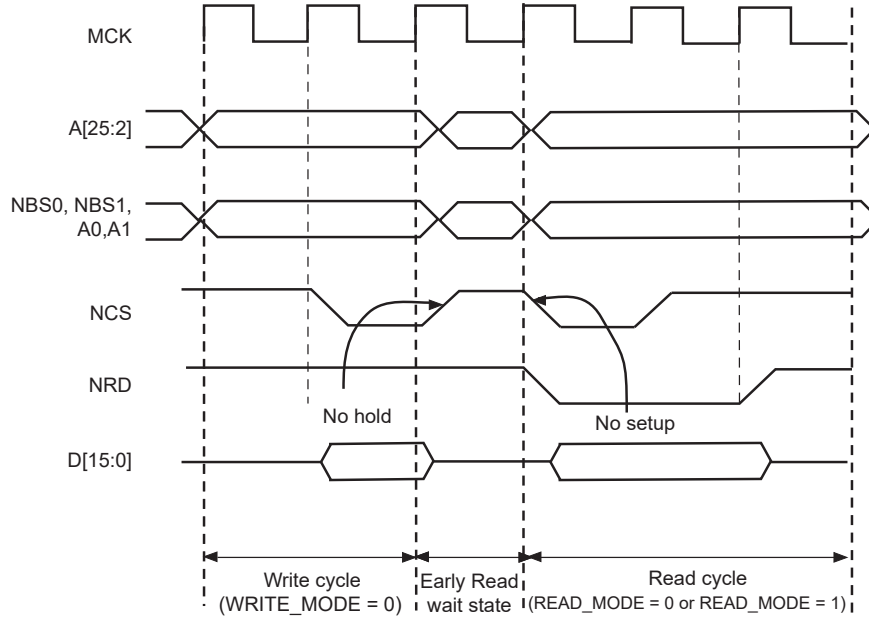 MCK
A[25:2]
NBS0, NBS1,
A0,A1
NCS
NRD
No hold
No setup
D[15:0]
Write cycle
(WRITE_MODE = 0)
Early Read
wait state
Read cycle
(READ_MODE = 0 or READ_MODE = 1)